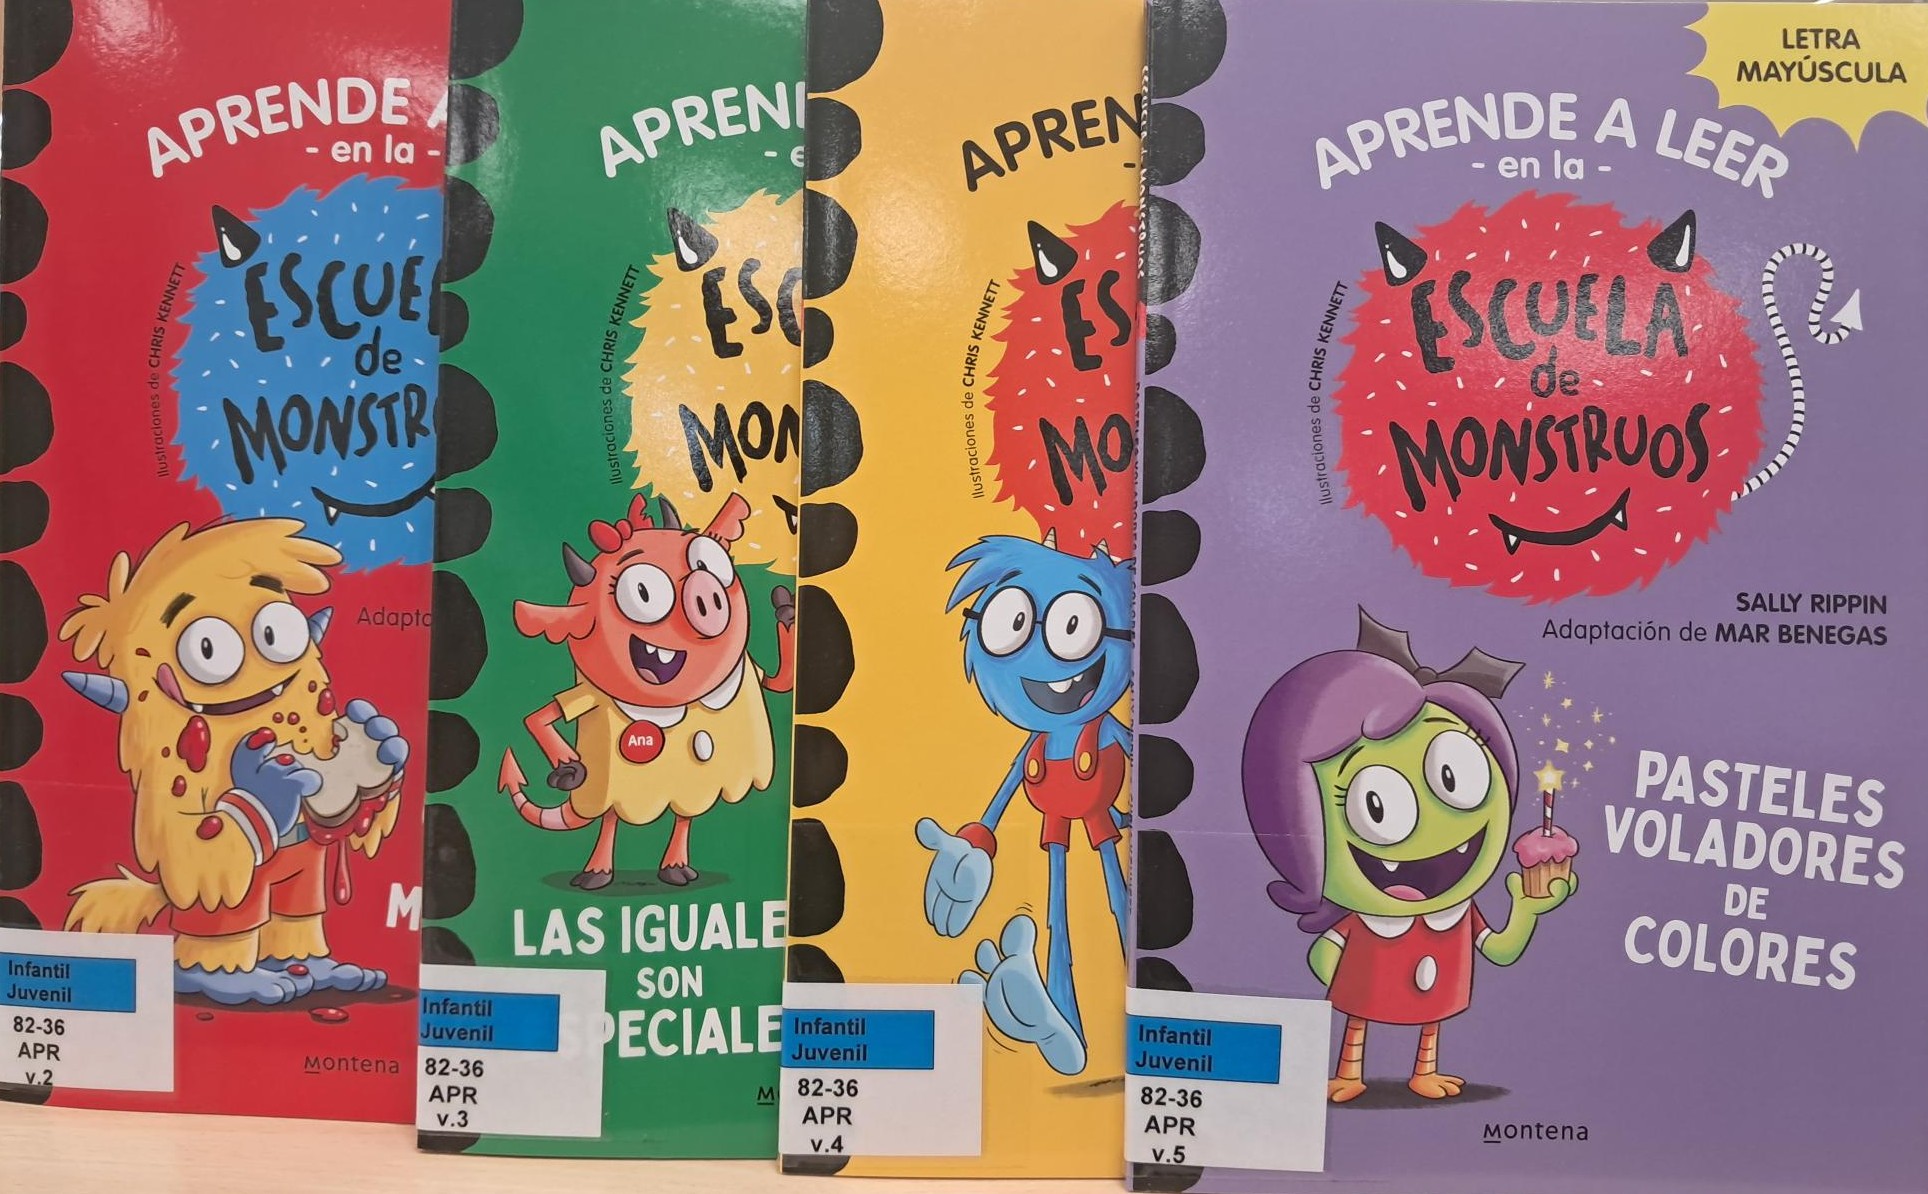 APRENDE A
- en la -
Ilustraciones de CHRIS KENNETT
ESCUEL
de
MONSTR
Adapta
M
Infantil
Juvenil
82-36
APR
v.2
Montena
APREN
- e
Ilustraciones de CHRIS KENNETT
ESC
MON
Ana
LAS IGUALE
SON
SPECIALE
Infantil
Juvenil
82-36
APR
v.3
Mo
APREN
-
Ilustraciones de CHRIS KENNETT
ES
MO
Infantil
Juvenil
82-36
APR
v.4
LETRA
MAYÚSCULA
APRENDE A LEER
- en la -
Ilustraciones de CHRIS KENNETT
ESCUELA
de
MONSTRUOS
SALLY RIPPIN
Adaptación de MAR BENEGAS
PASTELES
VOLADORES
DE
COLORES
Infantil
Juvenil
82-36
APR
v.5
Montena